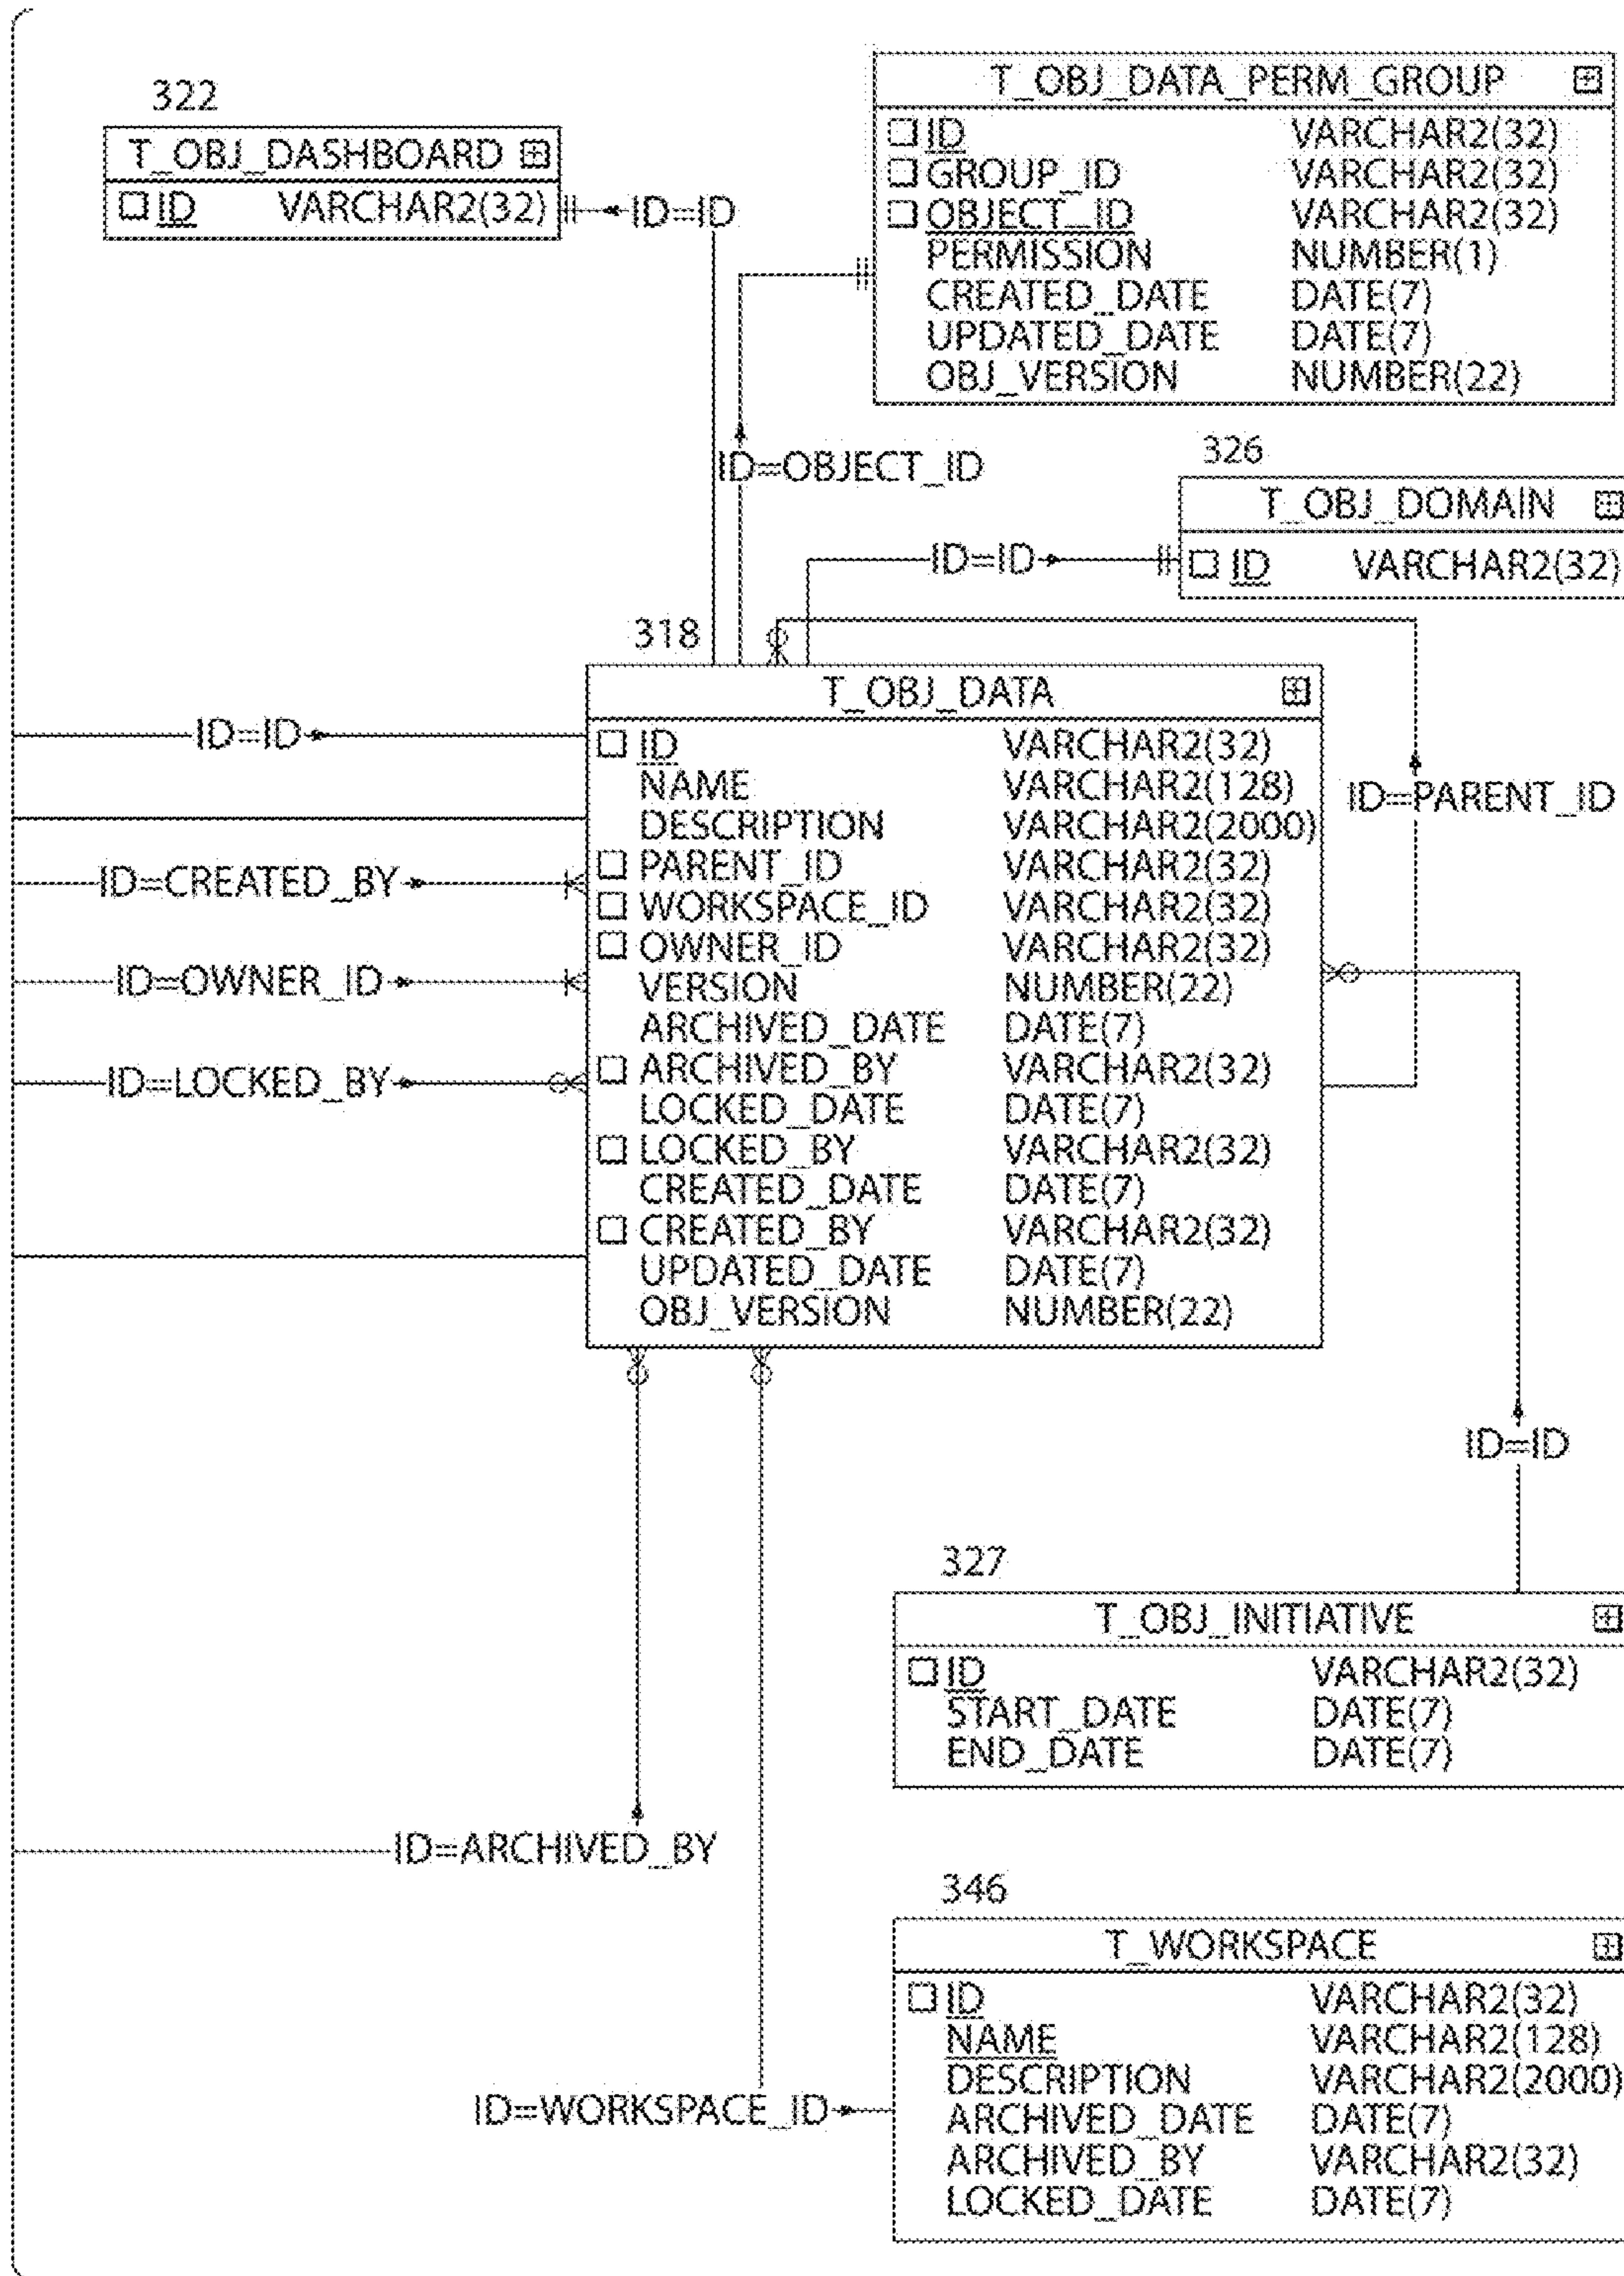 322
T_OBJ_DASHBOARD
ID VARCHAR2(32)
ID=ID
T_OBJ_DATA_PERM_GROUP
ID VARCHAR2(32)
GROUP_ID VARCHAR2(32)
OBJECT_ID VARCHAR2(32)
PERMISSION NUMBER(1)
CREATED_DATE DATE(7)
UPDATED_DATE DATE(7)
OBJ_VERSION NUMBER(22)
ID=OBJECT_ID
326
T_OBJ_DOMAIN
ID VARCHAR2(32)
ID=ID
318
T_OBJ_DATA
ID VARCHAR2(32)
NAME VARCHAR2(128)
DESCRIPTION VARCHAR2(2000)
PARENT_ID VARCHAR2(32)
WORKSPACE_ID VARCHAR2(32)
OWNER_ID VARCHAR2(32)
VERSION NUMBER(22)
ARCHIVED_DATE DATE(7)
ARCHIVED_BY VARCHAR2(32)
LOCKED_DATE DATE(7)
LOCKED_BY VARCHAR2(32)
CREATED_DATE DATE(7)
CREATED_BY VARCHAR2(32)
UPDATED_DATE DATE(7)
OBJ_VERSION NUMBER(22)
ID=ID
ID=CREATED_BY
ID=OWNER_ID
ID=LOCKED_BY
ID=PARENT_ID
ID=ID
327
T_OBJ_INITIATIVE
ID VARCHAR2(32)
START_DATE DATE(7)
END_DATE DATE(7)
ID=ARCHIVED_BY
346
T_WORKSPACE
ID VARCHAR2(32)
NAME VARCHAR2(128)
DESCRIPTION VARCHAR2(2000)
ARCHIVED_DATE DATE(7)
ARCHIVED_BY VARCHAR2(32)
LOCKED_DATE DATE(7)
ID=WORKSPACE_ID